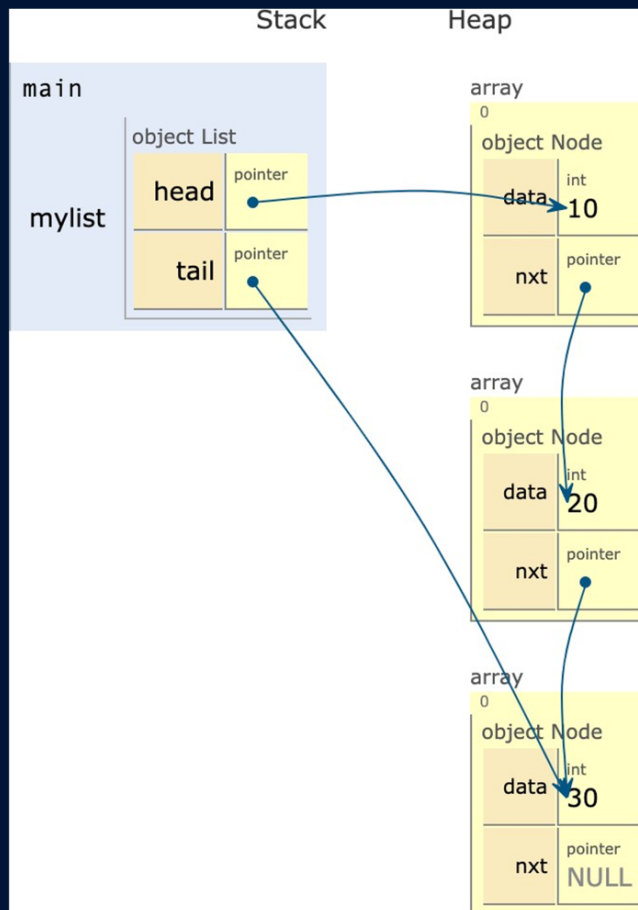 Stack Heap
main
object List
mylist
head pointer
tail pointer
array
0
object Node
data int 10
nxt pointer
array
0
object Node
data int 20
nxt pointer
array
0
object Node
data int 30
nxt pointer NULL